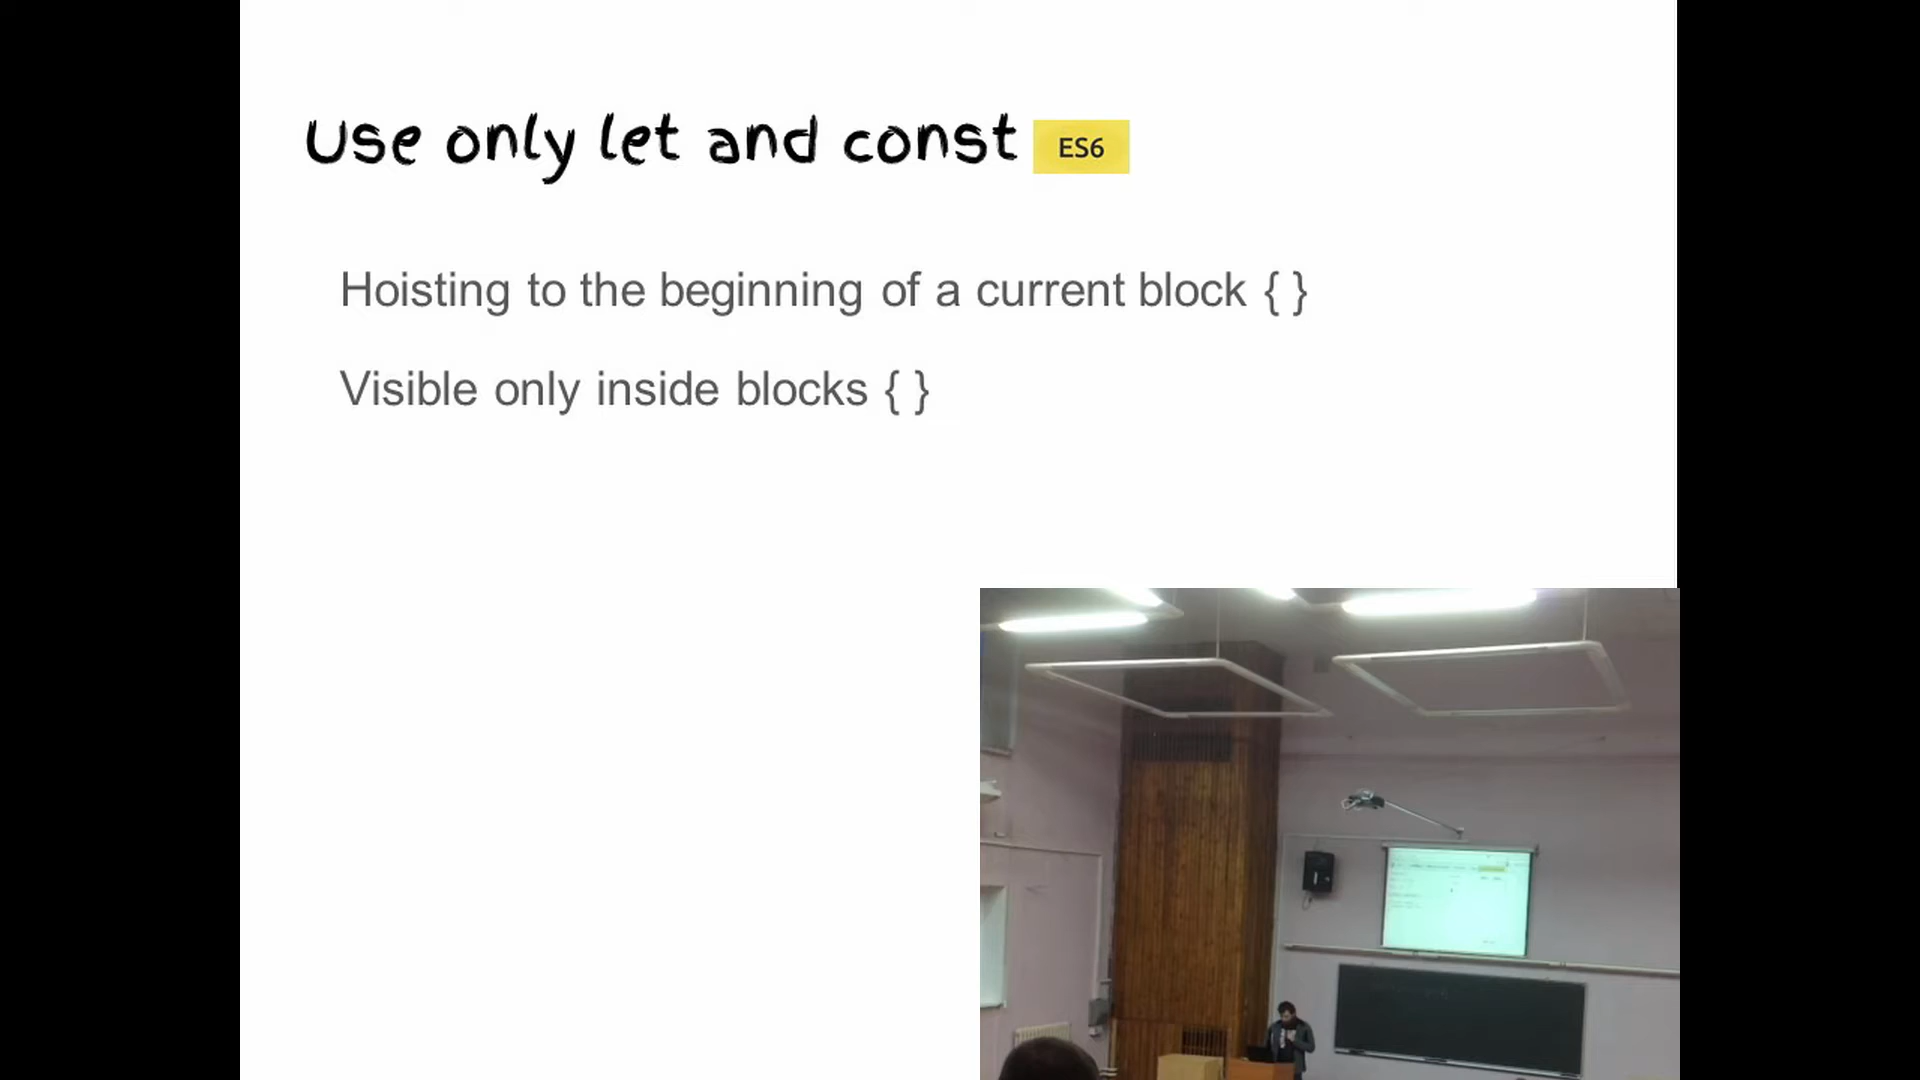 Use only let and const ES6
Hoisting to the beginning of a current block { }
Visible only inside blocks { }